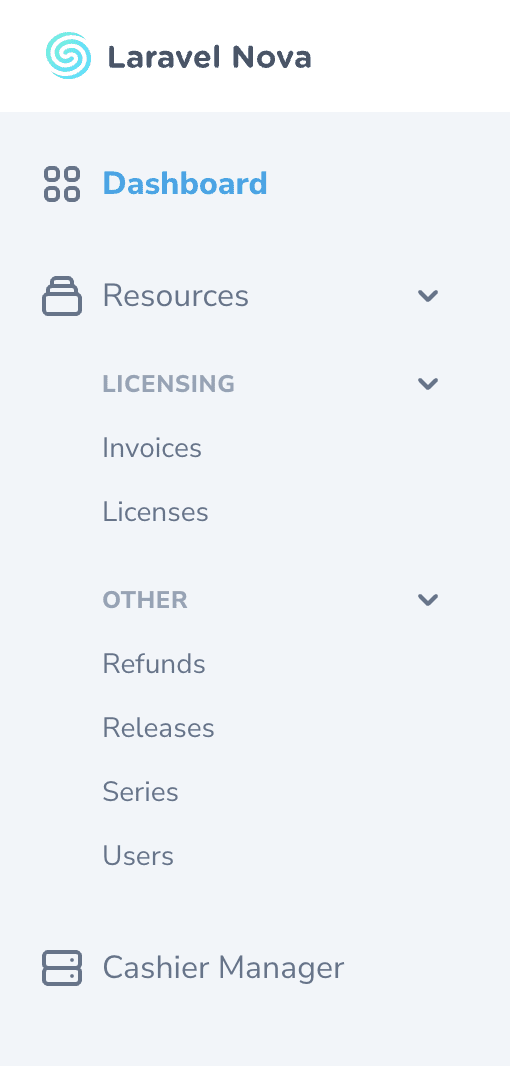 Laravel Nova
Dashboard
Resources
LICENSING
Invoices
Licenses
OTHER
Refunds
Releases
Series
Users
Cashier Manager